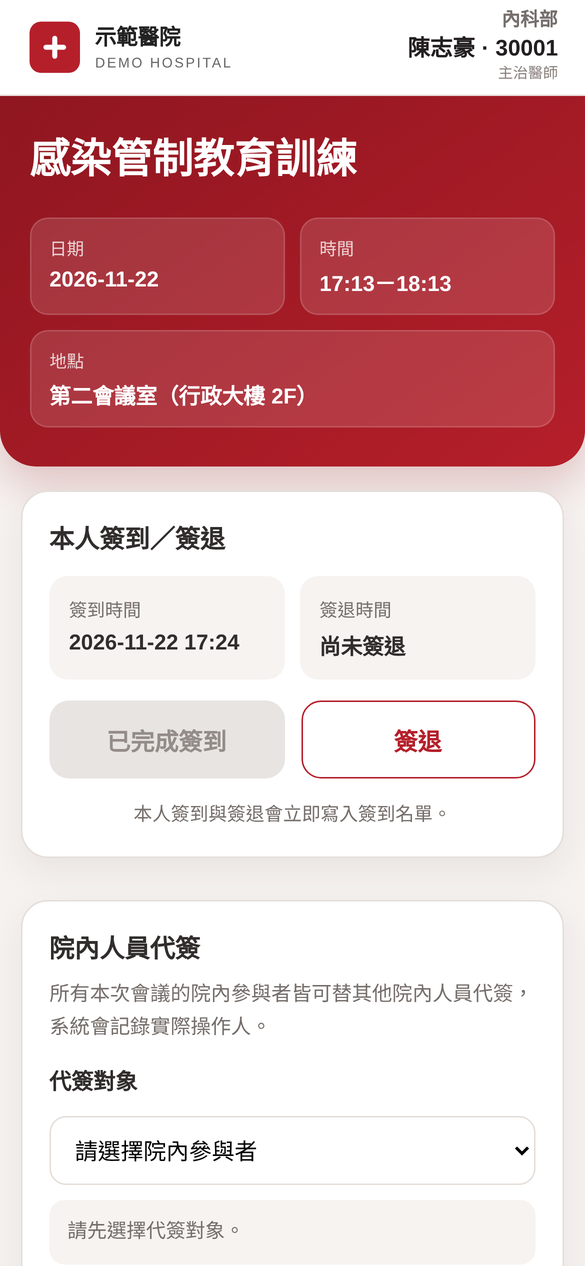 示範醫院
DEMO HOSPITAL
內科部
陳志豪 · 30001
主治醫師
感染管制教育訓練
日期
2026-11-22
時間
17:13－18:13
地點
第二會議室（行政大樓 2F）
本人簽到／簽退
簽到時間
2026-11-22 17:24
簽退時間
尚未簽退
已完成簽到
簽退
本人簽到與簽退會立即寫入簽到名單。
院內人員代簽
所有本次會議的院內參與者皆可替其他院內人員代簽，
系統會記錄實際操作人。
代簽對象
請選擇院內參與者
請先選擇代簽對象。